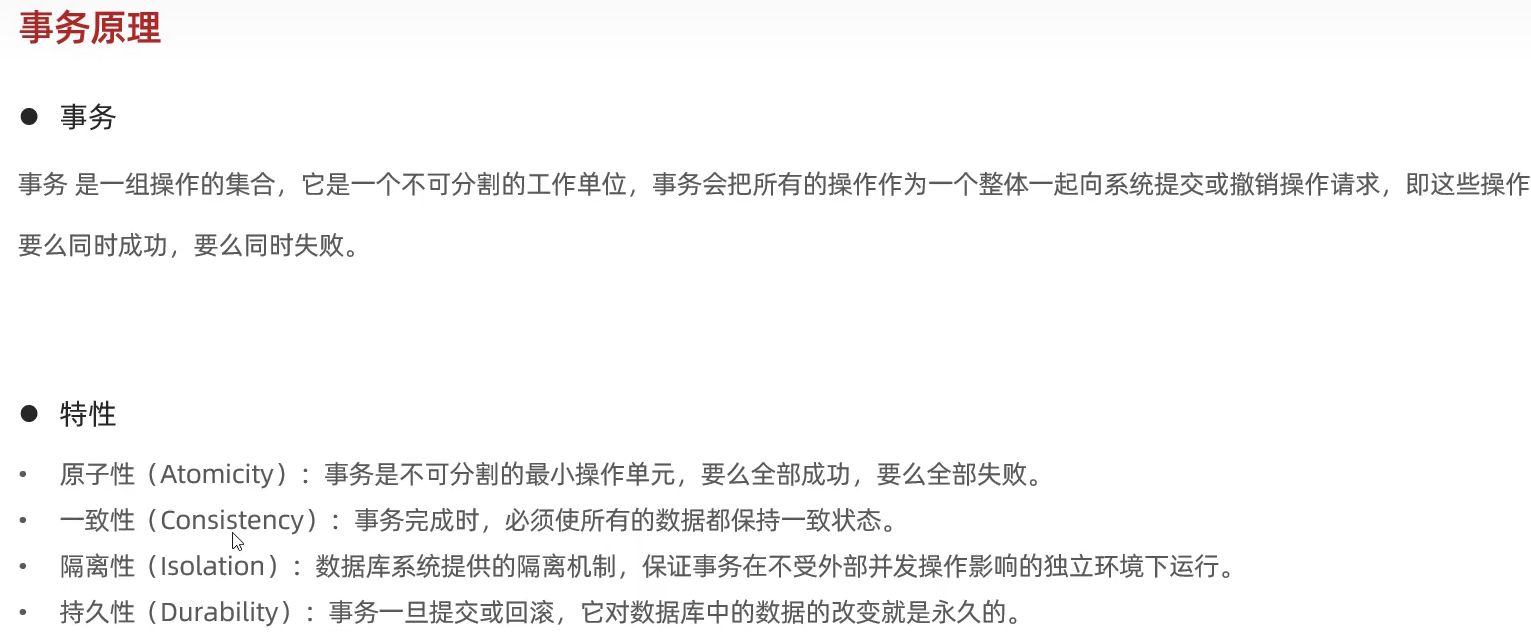 事务原理
● 事务
事务 是一组操作的集合，它是一个不可分割的工作单位，事务会把所有的操作作为一个整体一起向系统提交或撤销操作请求，即这些操作
要么同时成功，要么同时失败。
● 特性
• 原子性（Atomicity）：事务是不可分割的最小操作单元，要么全部成功，要么全部失败。
• 一致性（Consistency）：事务完成时，必须使所有的数据都保持一致状态。
• 隔离性（Isolation）：数据库系统提供的隔离机制，保证事务在不受外部并发操作影响的独立环境下运行。
• 持久性（Durability）：事务一旦提交或回滚，它对数据库中的数据的改变就是永久的。